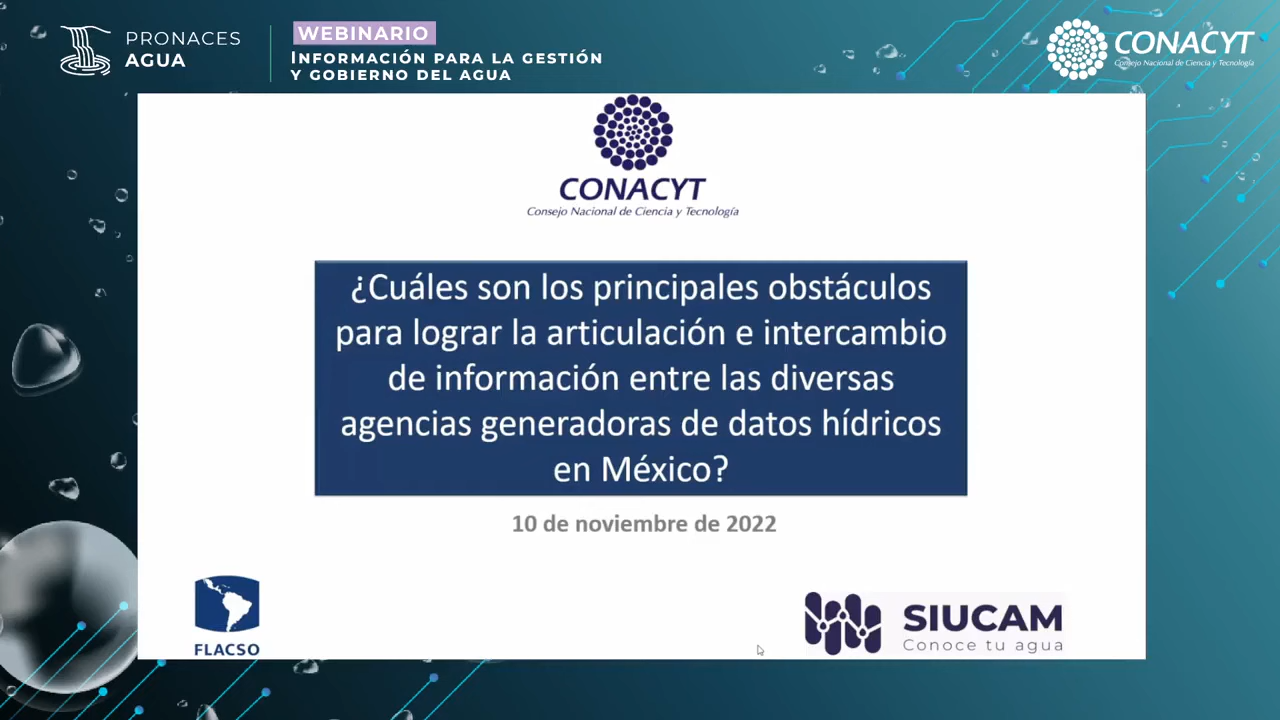 PRONACES
AGUA
WEBINARIO
INFORMACIÓN PARA LA GESTIÓN
Y GOBIERNO DEL AGUA
CONACYT
Consejo Nacional de Ciencia y Tecnología
CONACYT
Consejo Nacional de Ciencia y Tecnología
¿Cuáles son los principales obstáculos
para lograr la articulación e intercambio
de información entre las diversas
agencias generadoras de datos hídricos
en México?
10 de noviembre de 2022
FLACSO
SIUCAM
Conoce tu agua